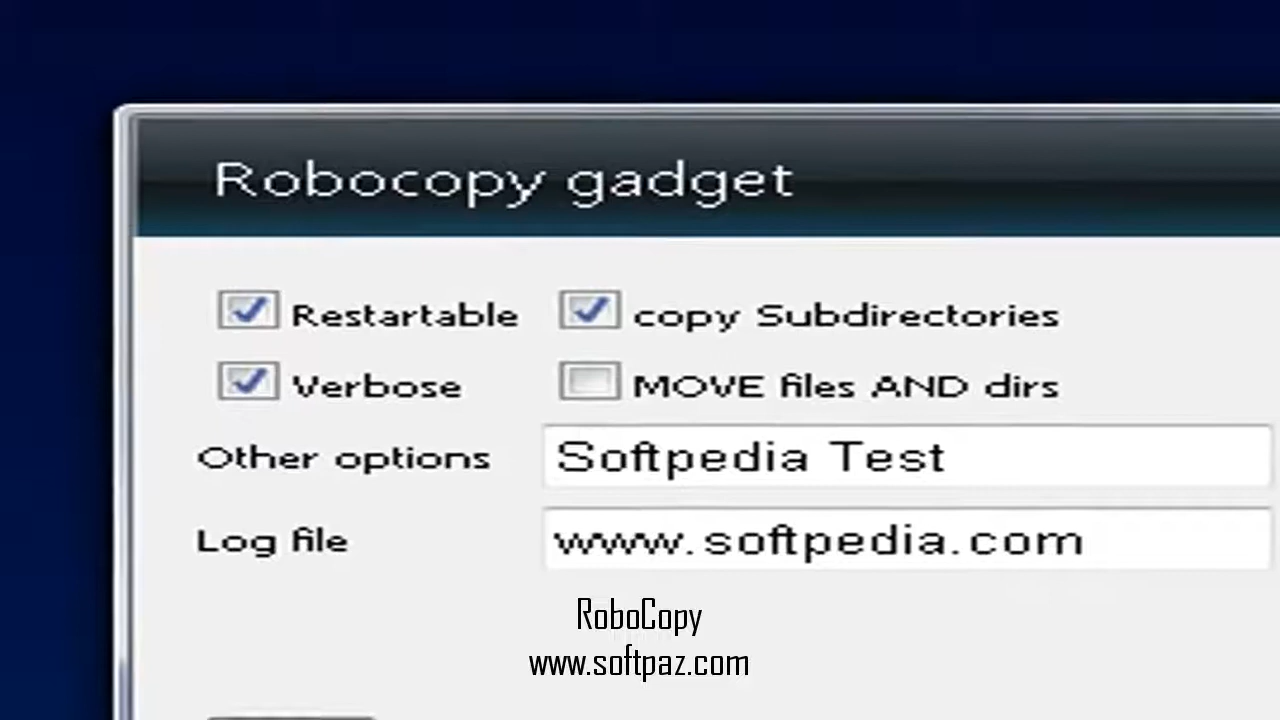 Robocopy gadget
Restartable copy Subdirectories
Verbose MOVE files AND dirs
Other options Softpedia Test
Log file www.softpedia.com
RoboCopy
www.softpaz.com